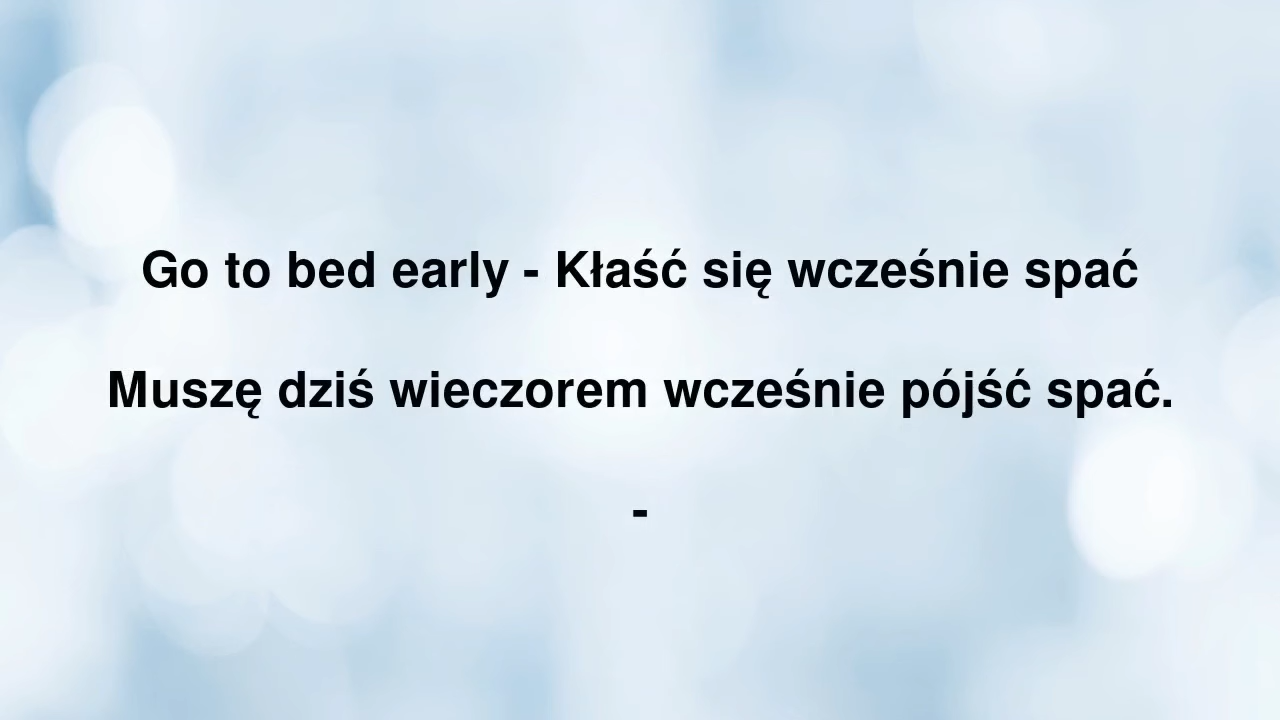 Go to bed early - Kłaść się wcześnie spać
Muszę dziś wieczorem wcześnie pójść spać.
-